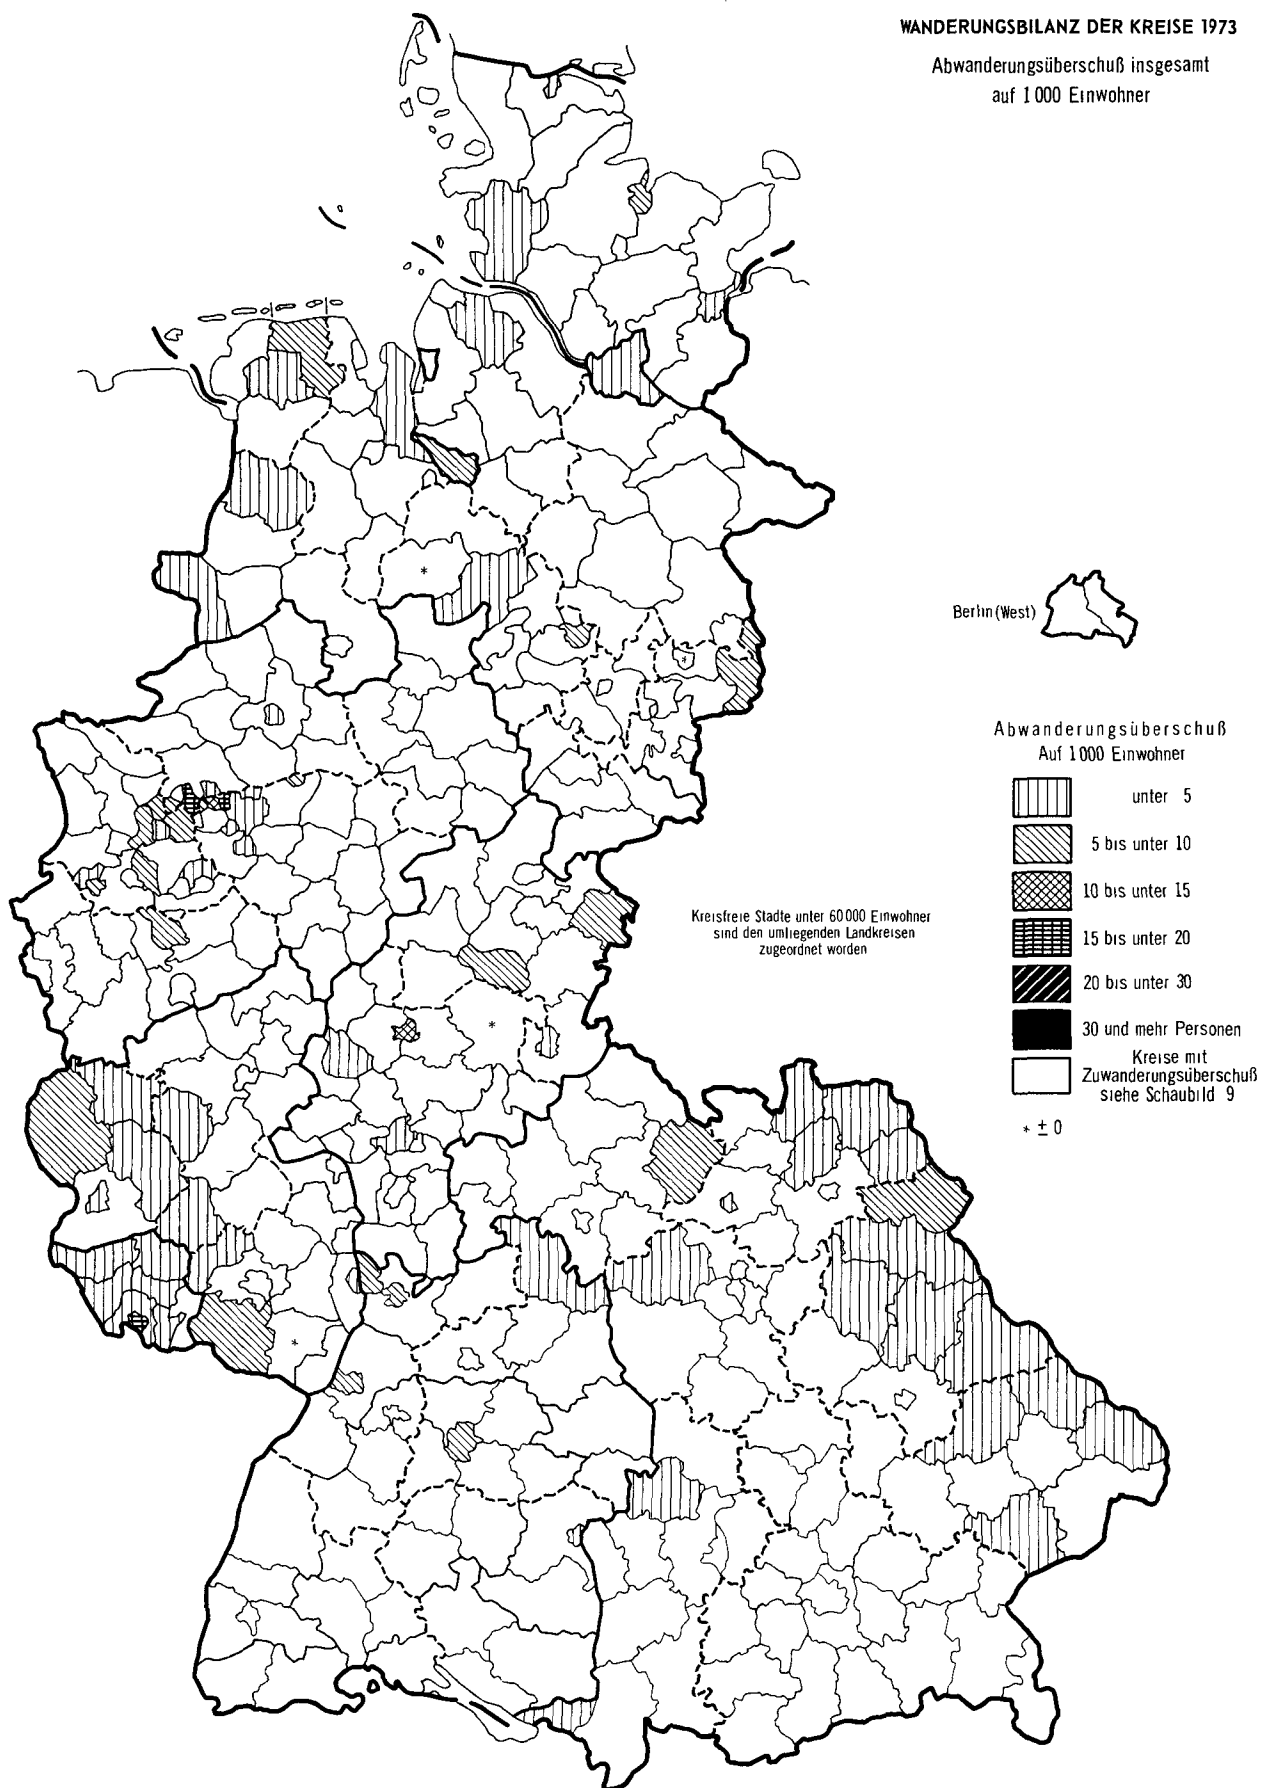 WANDERUNGSBILANZ DER KREISE 1973
Abwanderungsüberschuß insgesamt
auf 1000 Einwohner
Berlin (West)
Abwanderungsüberschuß
Auf 1000 Einwohner
unter 5
5 bis unter 10
10 bis unter 15
15 bis unter 20
20 bis unter 30
30 und mehr Personen
Kreise mit
Zuwanderungsüberschuß
siehe Schaubild 9
* ± 0
Kreisfreie Stadte unter 60000 Einwohner
sind den umliegenden Landkreisen
zugeordnet worden